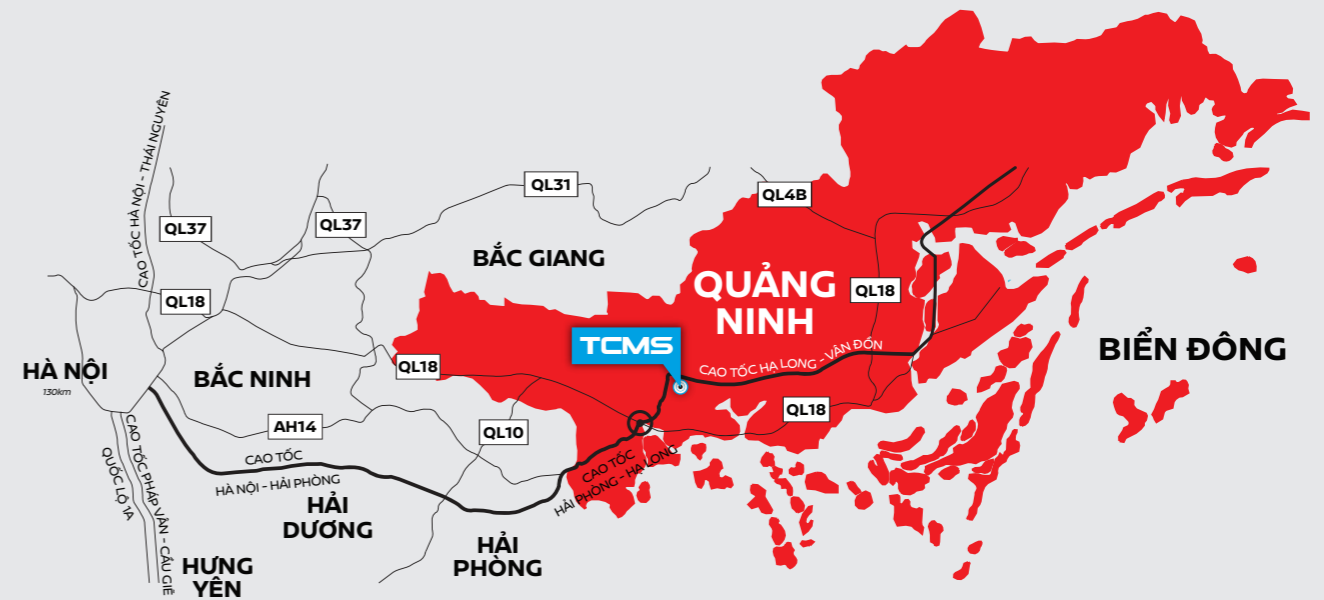 CAO TỐC HÀ NỘI - THÁI NGUYÊN
QL31
QL4B
QL37
QL37
BẮC GIANG
QUẢNG
NINH
QL18
QL18
TCMS
BIỂN ĐÔNG
CAO TỐC HẠ LONG - VÂN ĐỒN
HÀ NỘI
130km
BẮC NINH
QL18
QL18
AH14
QL10
CAO TỐC
HÀ NỘI - HẢI PHÒNG
CAO TỐC
HẢI PHÒNG - HẠ LONG
CAO TỐC PHÁP VÂN - CẦU GIẼ
QUỐC LỘ 1A
HẢI
DƯƠNG
HẢI
PHÒNG
HƯNG
YÊN